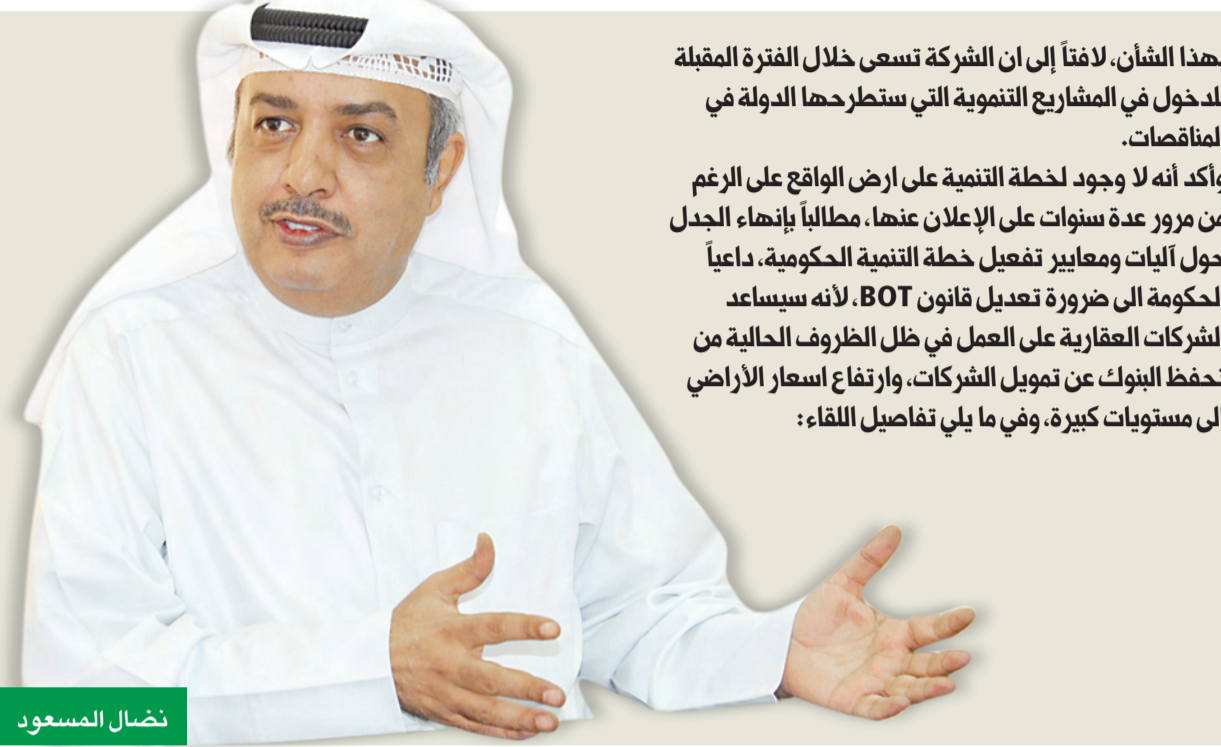 بهذا الشأن، لافتاً إلى ان الشركة تسعى خلال الفترة المقبلة
للدخول في المشاريع التنموية التي ستطرحها الدولة في
المناقصات.
وأكد أنه لا وجود لخطة التنمية على ارض الواقع على الرغم
من مرور عدة سنوات على الإعلان عنها، مطالباً بإنهاء الجدل
حول آليات ومعايير تفعيل خطة التنمية الحكومية، داعياً
الحكومة الى ضرورة تعديل قانون BOT، لأنه سيساعد
الشركات العقارية على العمل في ظل الظروف الحالية من
تحفظ البنوك عن تمويل الشركات، وارتفاع اسعار الأراضي
الى مستويات كبيرة، وفي ما يلي تفاصيل اللقاء:
نضال المسعود